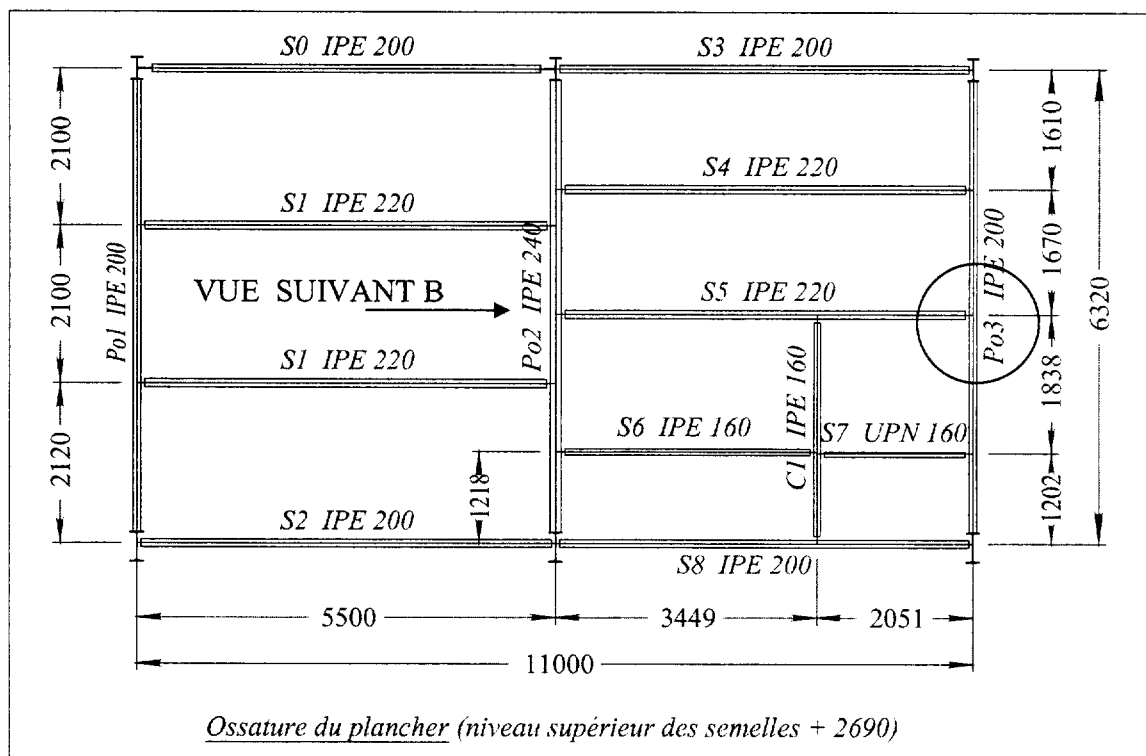 S0 IPE 200
S3 IPE 200
2100
1610
S4 IPE 220
S1 IPE 220
1670
Po1 IPE 200
2100
VUE SUIVANT B
Po2 IPE 240
S5 IPE 220
Po3 IPE 200
6320
S1 IPE 220
C1 IPE 160
1838
S6 IPE 160
S7 UPN 160
2120
1218
1202
S2 IPE 200
S8 IPE 200
5500
3449
2051
11000
Ossature du plancher (niveau supérieur des semelles + 2690)